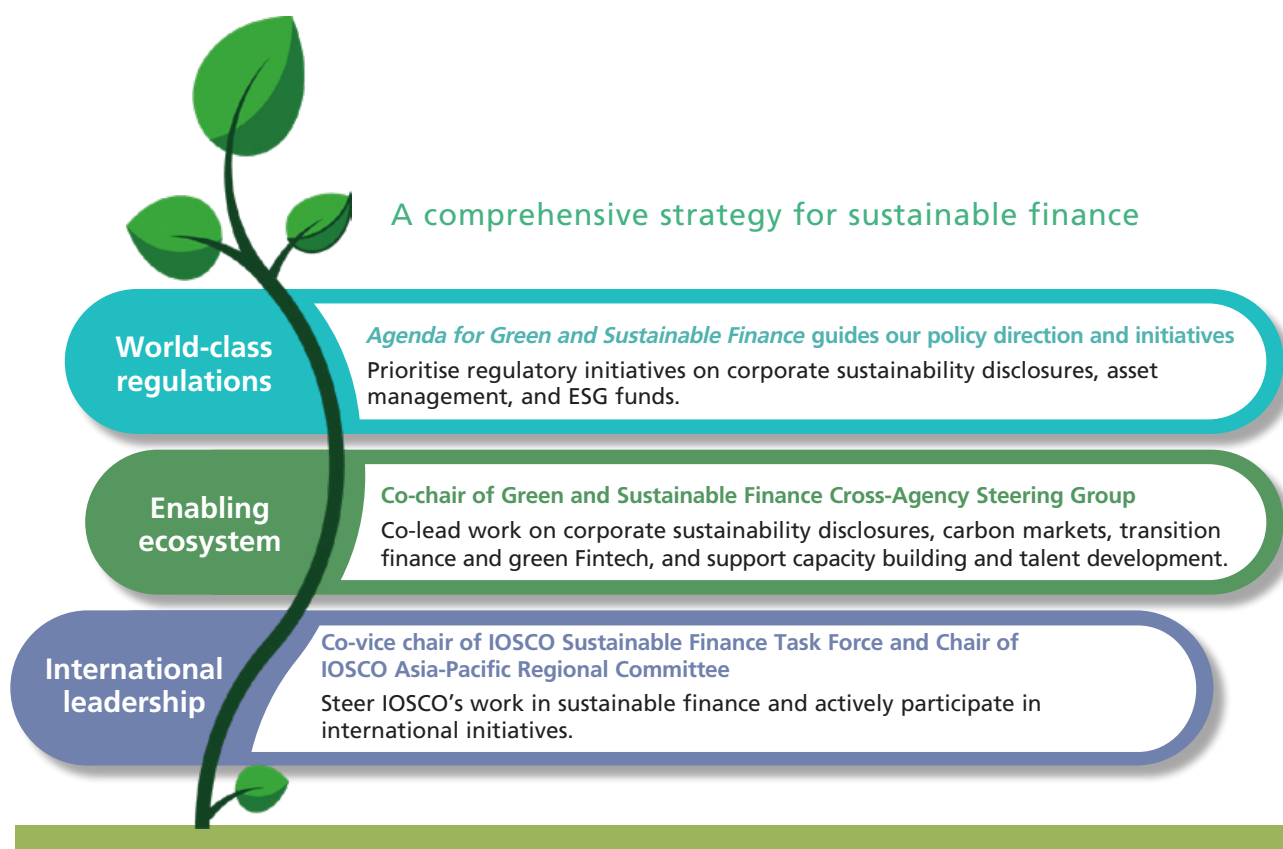 A comprehensive strategy for sustainable finance
World-class
regulations
Agenda for Green and Sustainable Finance guides our policy direction and initiatives
Prioritise regulatory initiatives on corporate sustainability disclosures, asset
management, and ESG funds.
Enabling
ecosystem
Co-chair of Green and Sustainable Finance Cross-Agency Steering Group
Co-lead work on corporate sustainability disclosures, carbon markets, transition
finance and green Fintech, and support capacity building and talent development.
International
leadership
Co-vice chair of IOSCO Sustainable Finance Task Force and Chair of
IOSCO Asia-Pacific Regional Committee
Steer IOSCO’s work in sustainable finance and actively participate in
international initiatives.